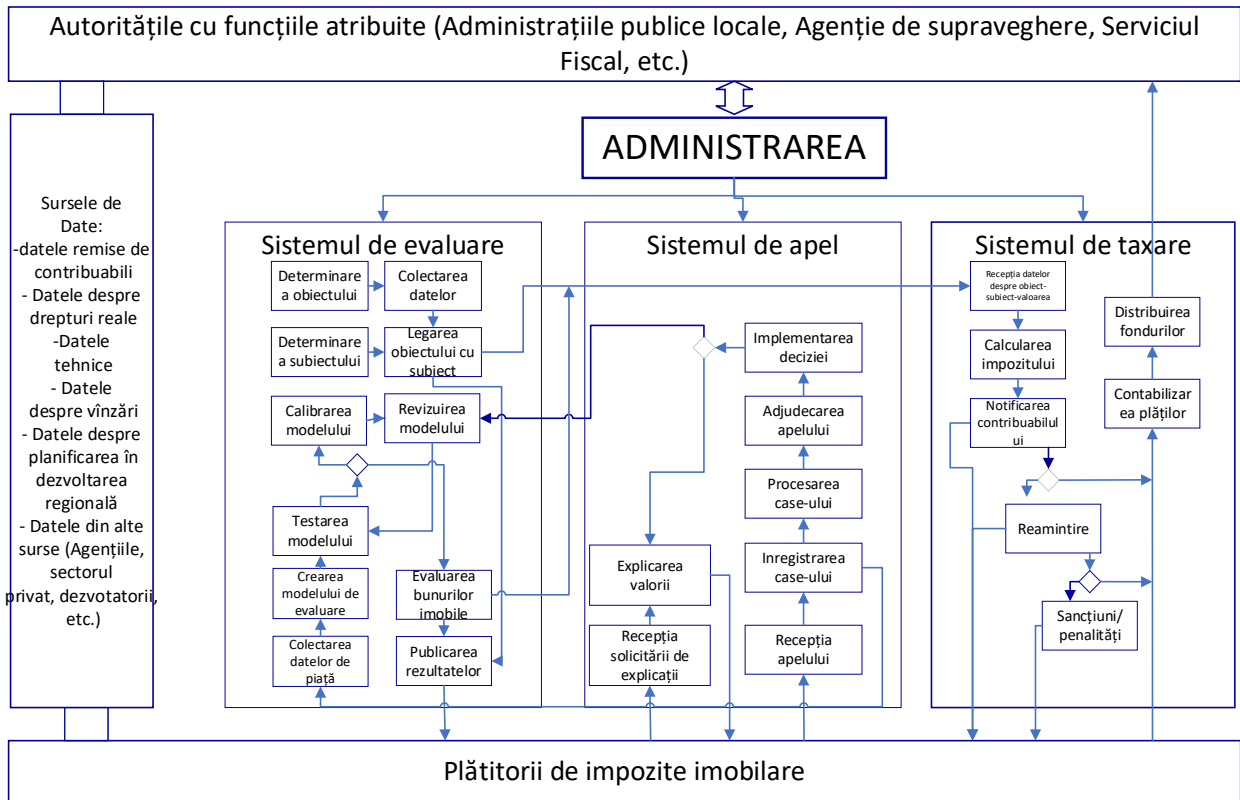 Autoritățile cu funcțiile atribuite (Administrațiile publice locale, Agenție de supraveghere, Serviciul
Fiscal, etc.)
ADMINISTRAREA
Sursele de
Date:
-datele remise de
contribuabili
- Datele despre
drepturi reale
-Datele
tehnice
- Datele
despre vînzări
- Datele despre
planificarea în
dezvoltarea
regională
- Datele din alte
surse (Agențiile,
sectorul
privat, dezvotatorii,
etc.)
Sistemul de evaluare
Determinare
a obiectului
Colectarea
datelor
Determinare
a subiectului
Legarea
obiectului cu
subiect
Calibrarea
modelului
Revizuirea
modelului
Testarea
modelului
Crearea
modelului de
evaluare
Evaluarea
bunurilor
imobile
Colectarea
datelor de
piață
Publicarea
rezultatelor
Sistemul de apel
Implementarea
deciziei
Adjudecarea
apelului
Procesarea
case-ului
Explicarea
valorii
Inregistrarea
case-ului
Recepția
solicitării de
explicații
Recepția
apelului
Sistemul de taxare
Recepția datelor
despre obiect-
subiect-valoarea
Distribuirea
fondurilor
Calcularea
impozitului
Notificarea
contribuabilul
ui
Contabilizar
ea plăților
Reamintire
Sancțiuni/
penalități
Plătitorii de impozite imobilare